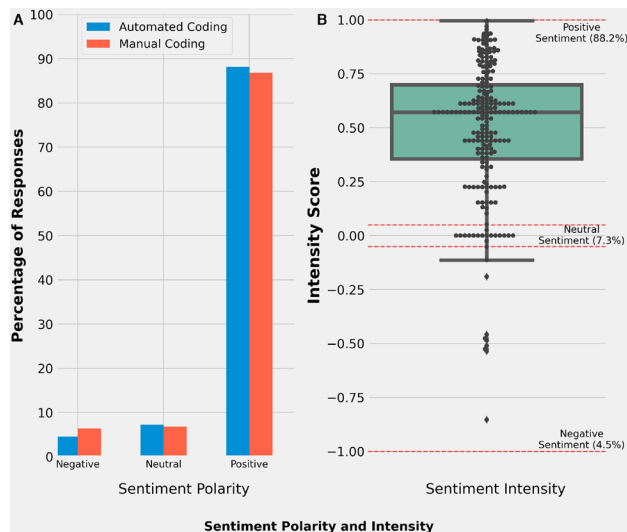 A
Automated Coding
Manual Coding
Percentage of Responses
100
90
80
70
60
50
40
30
20
10
0
Negative
Neutral
Positive
Sentiment Polarity
B
Intensity Score
1.00
0.75
0.50
0.25
0.00
−0.25
−0.50
−0.75
−1.00
Positive
Sentiment (88.2%)
Neutral
Sentiment (7.3%)
Negative
Sentiment (4.5%)
Sentiment Intensity
Sentiment Polarity and Intensity